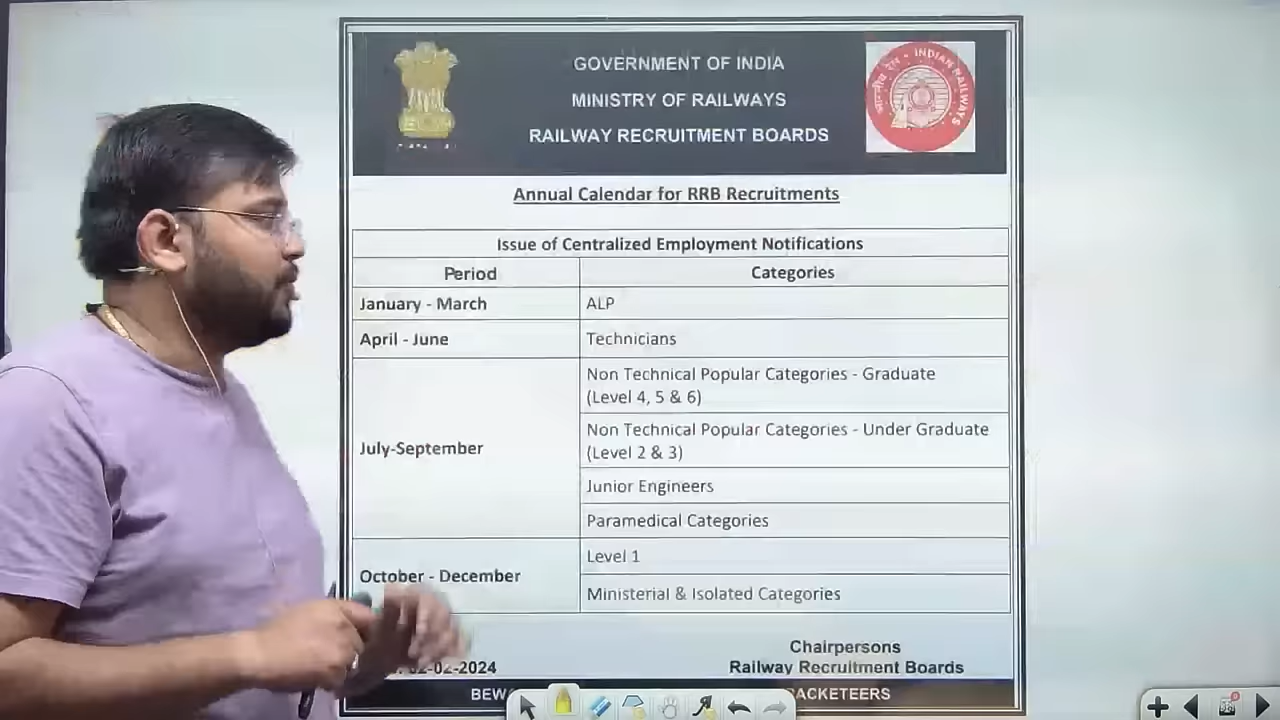 GOVERNMENT OF INDIA
MINISTRY OF RAILWAYS
RAILWAY RECRUITMENT BOARDS
INDIAN RAILWAYS
Annual Calendar for RRB Recruitments
Issue of Centralized Employment Notifications
Period Categories
January - March ALP
April - June Technicians
July-September
Non Technical Popular Categories - Graduate
(Level 4, 5 & 6)
Non Technical Popular Categories - Under Graduate
(Level 2 & 3)
Junior Engineers
Paramedical Categories
October - December
Level 1
Ministerial & Isolated Categories
02-02-2024
Chairpersons
Railway Recruitment Boards